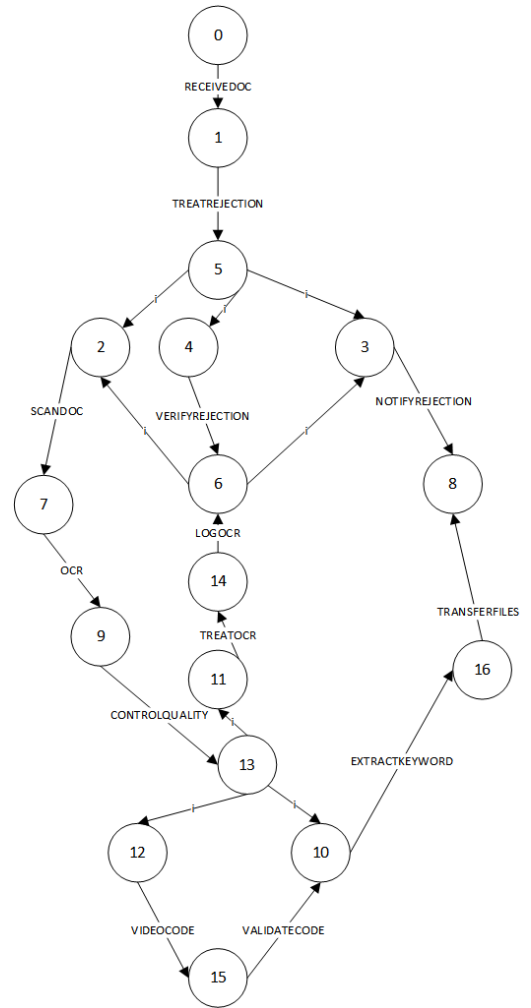 0
RECEIVEDOC
1
TREATREJECTION
5
i
i
i
2
4
3
NOTIFYREJECTION
SCANDOC
VERIFYREJECTION
i
i
6
8
7
LOGOCR
OCR
14
TRANSFERFILES
9
TREATOCR
11
16
CONTROLQUALITY
i
13
EXTRACTKEYWORD
i
i
12
10
VIDEOCODE
VALIDATECODE
15